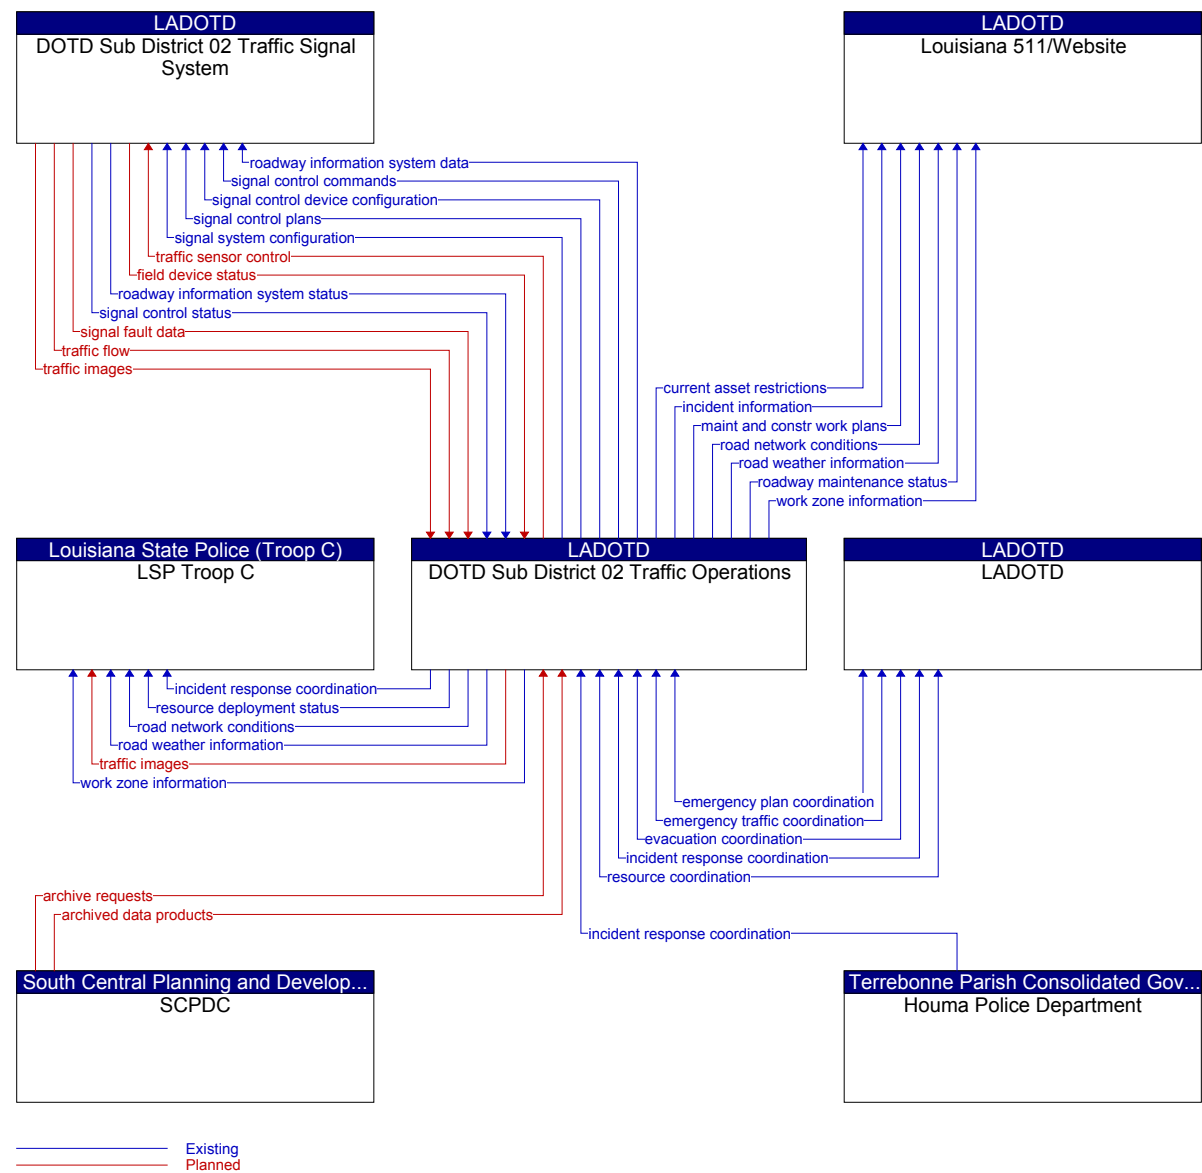 LADOTD
DOTD Sub District 02 Traffic Signal
System
LADOTD
Louisiana 511/Website
roadway information system data
signal control commands
signal control device configuration
signal control plans
signal system configuration
traffic sensor control
field device status
roadway information system status
signal control status
signal fault data
traffic flow
traffic images
current asset restrictions
incident information
maint and constr work plans
road network conditions
road weather information
roadway maintenance status
work zone information
Louisiana State Police (Troop C)
LSP Troop C
LADOTD
DOTD Sub District 02 Traffic Operations
LADOTD
LADOTD
incident response coordination
resource deployment status
road network conditions
road weather information
traffic images
work zone information
emergency plan coordination
emergency traffic coordination
evacuation coordination
incident response coordination
resource coordination
archive requests
archived data products
incident response coordination
South Central Planning and Develop...
SCPDC
Terrebonne Parish Consolidated Gov...
Houma Police Department
Existing
Planned